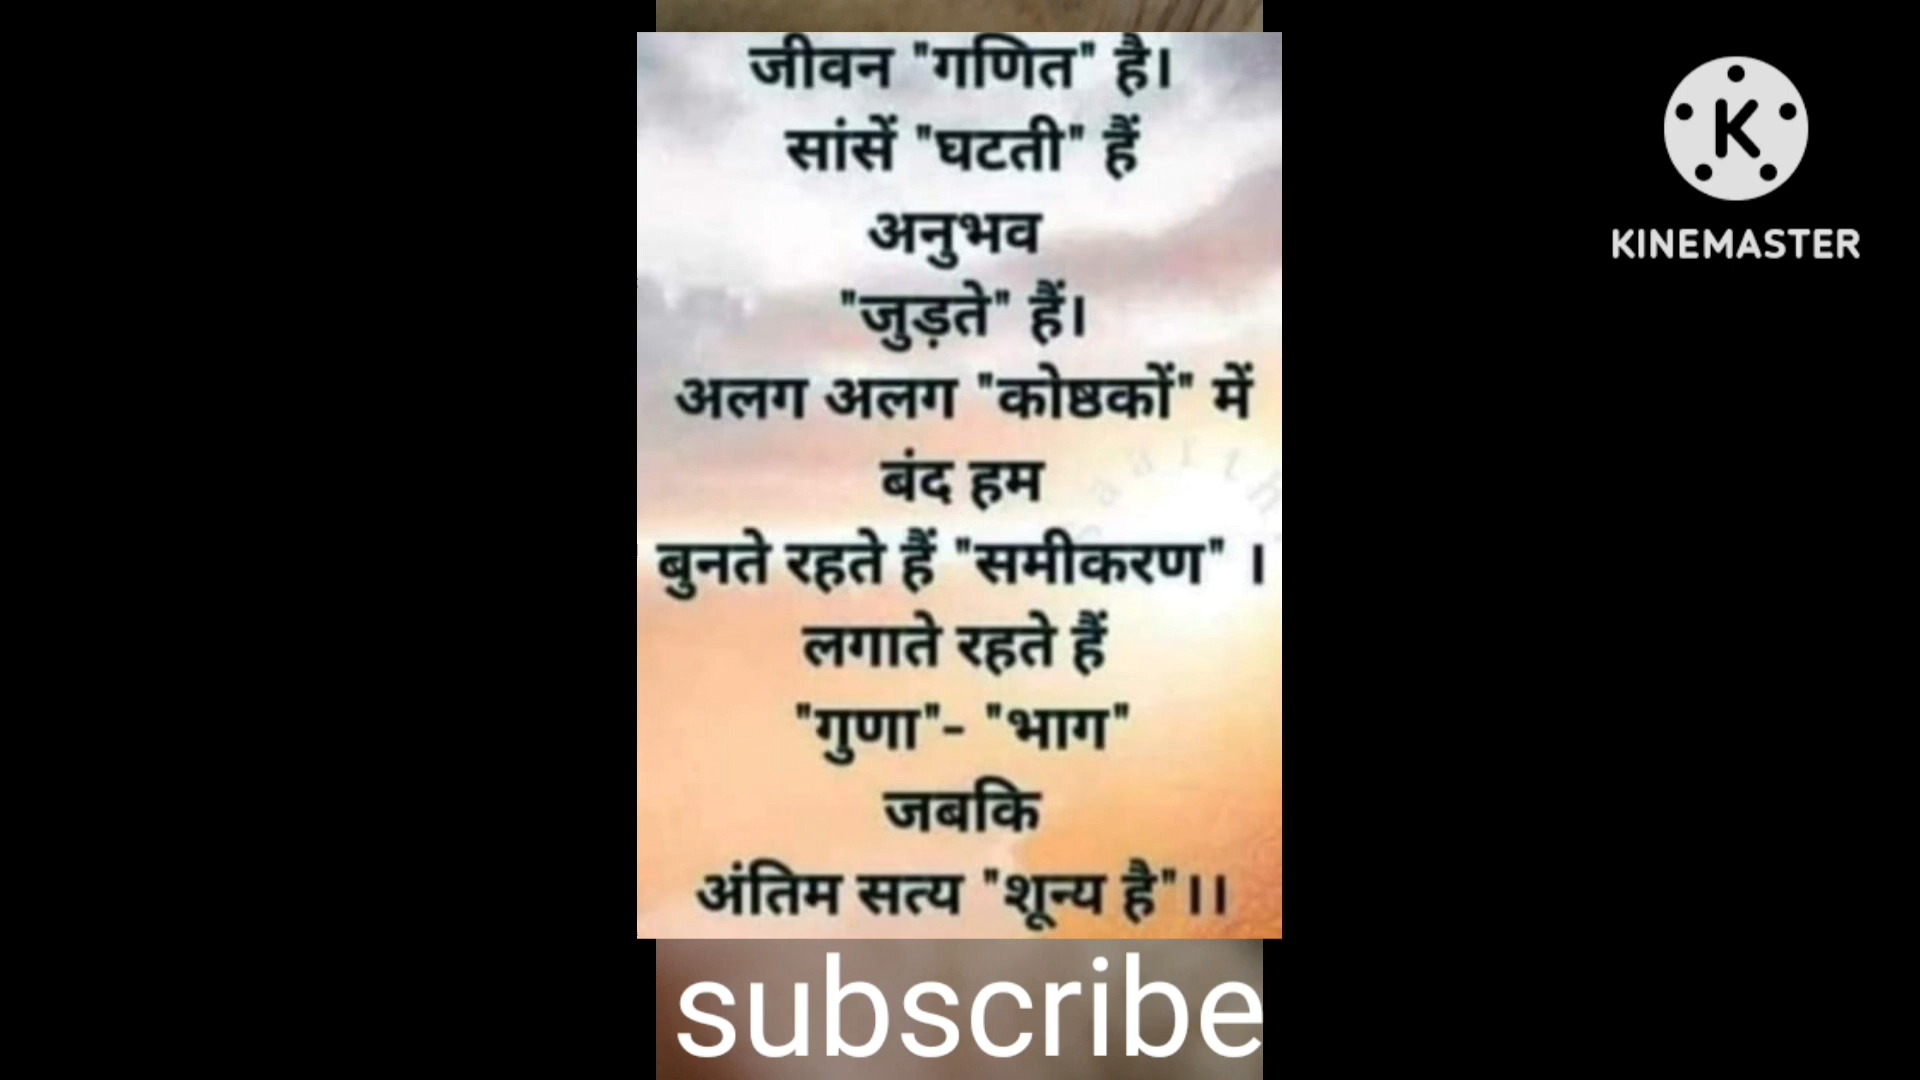 जीवन "गणित" है।
सांसें "घटती" हैं
अनुभव
"जुड़ते" हैं।
अलग अलग "कोष्ठकों" में
बंद हम
बुनते रहते हैं "समीकरण" ।
लगाते रहते हैं
"गुणा"- "भाग"
जबकि
अंतिम सत्य "शून्य है"।।
subscribe
K
KINEMASTER